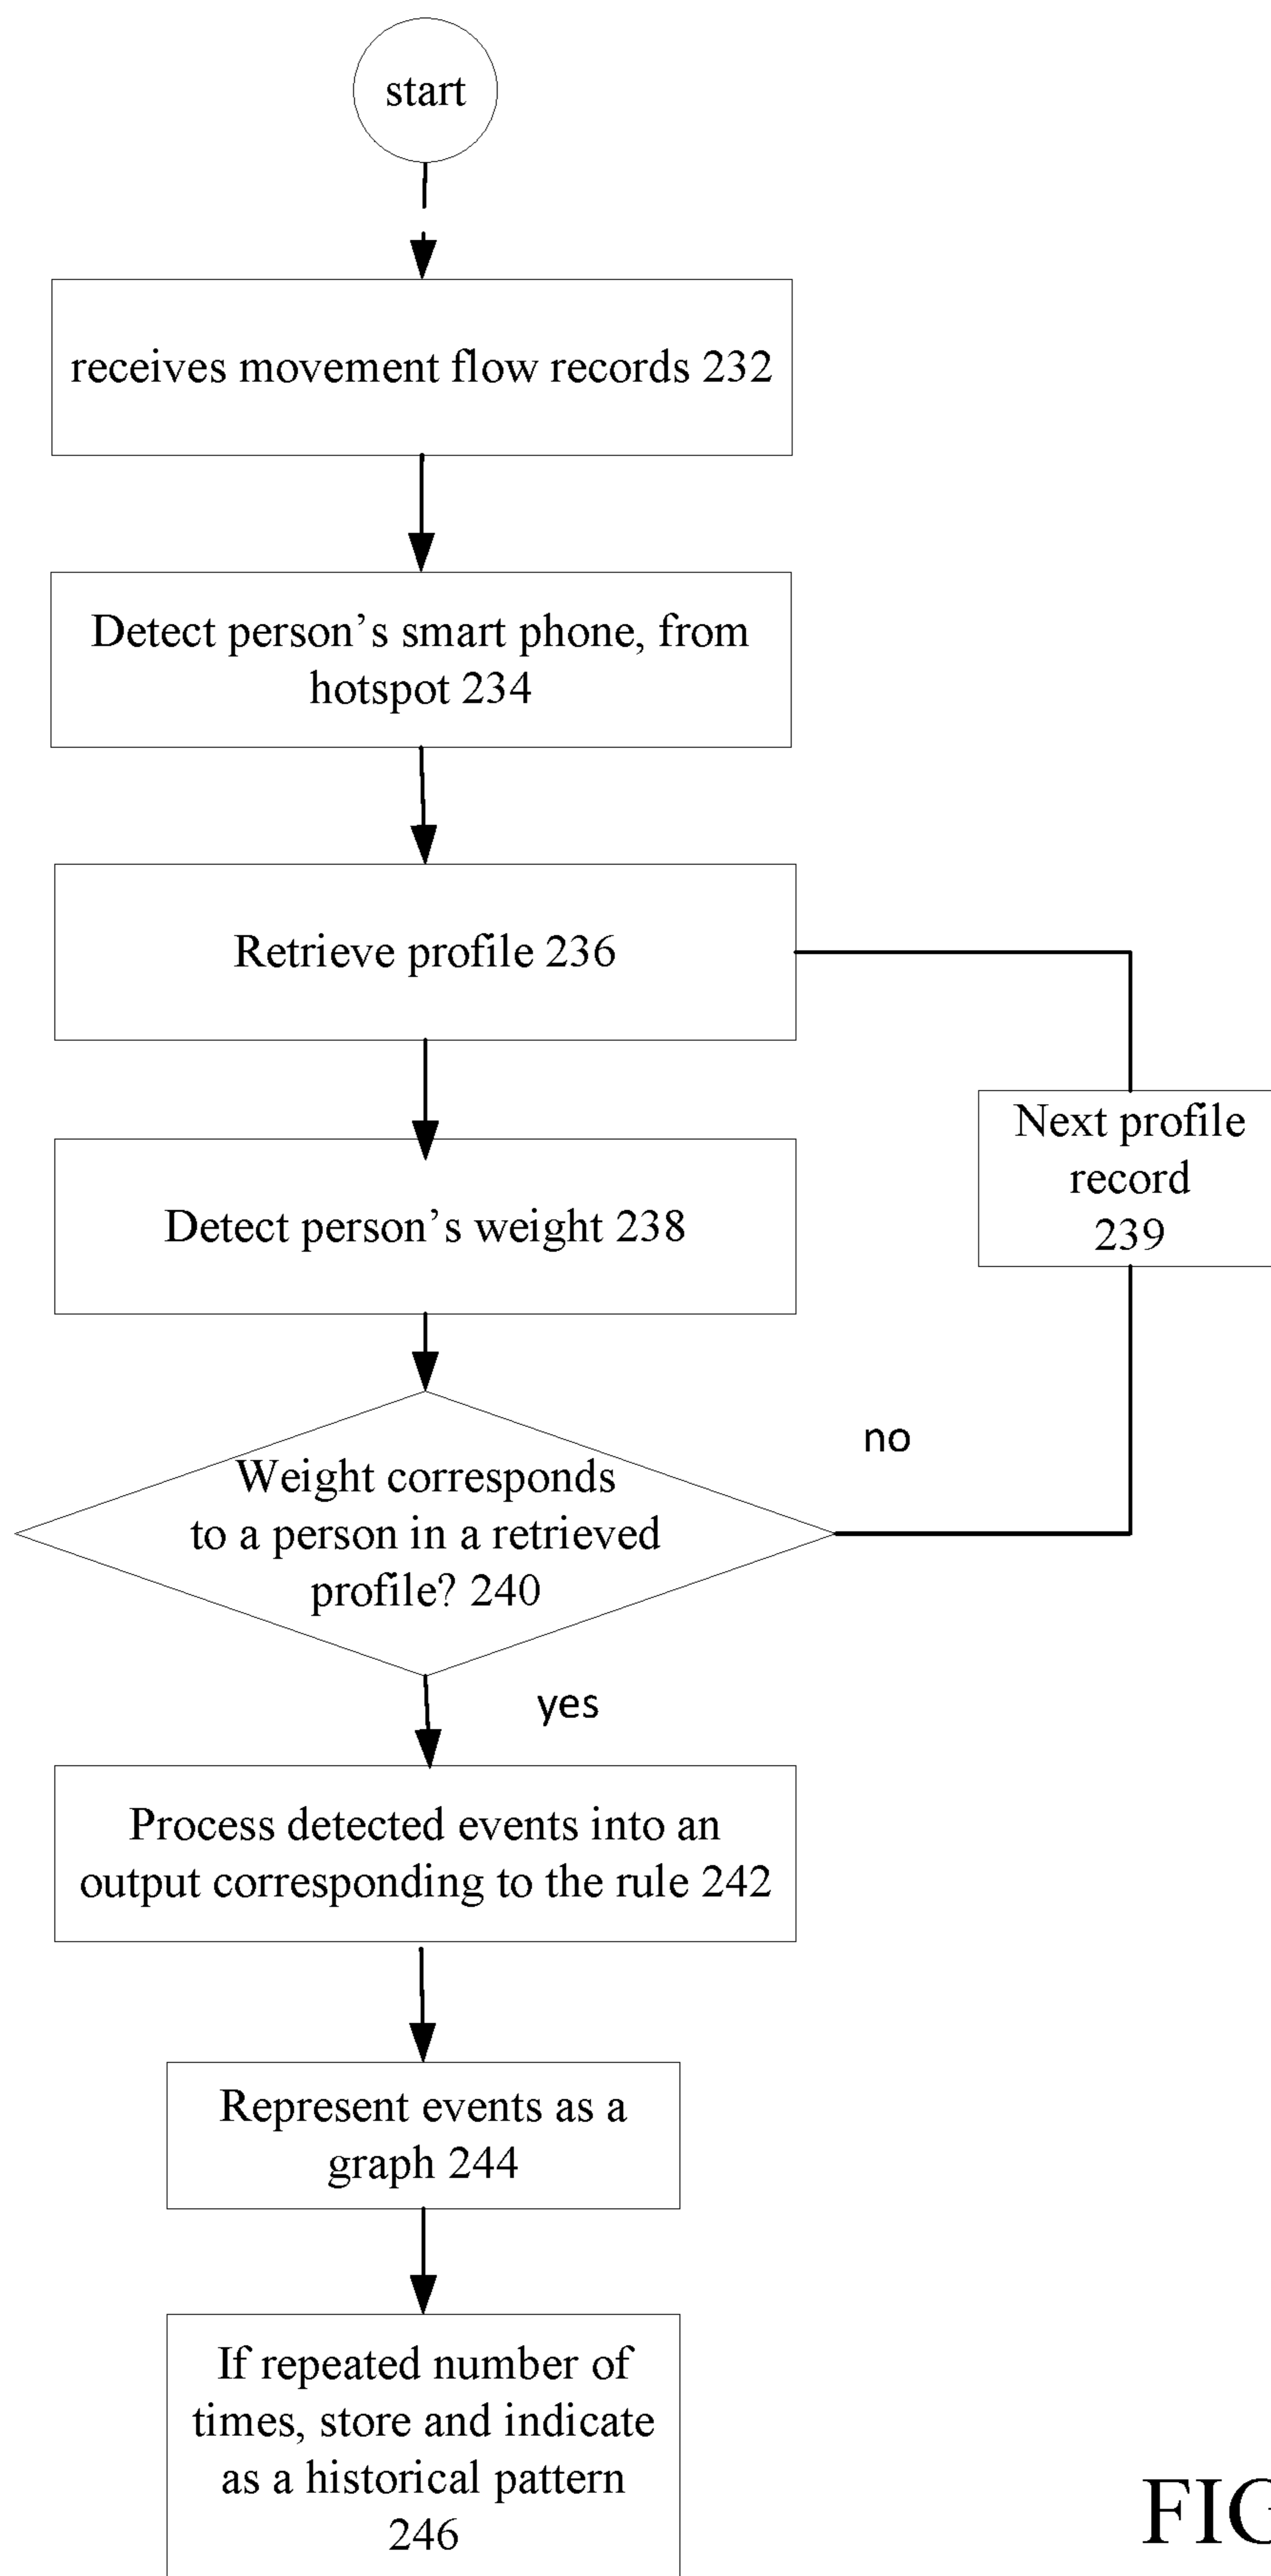 start
receives movement flow records 232
Detect person's smart phone, from
hotspot 234
Retrieve profile 236
Next profile
record
239
Detect person's weight 238
no
Weight corresponds
to a person in a retrieved
profile? 240
yes
Process detected events into an
output corresponding to the rule 242
Represent events as a
graph 244
If repeated number of
times, store and indicate
as a historical pattern
246